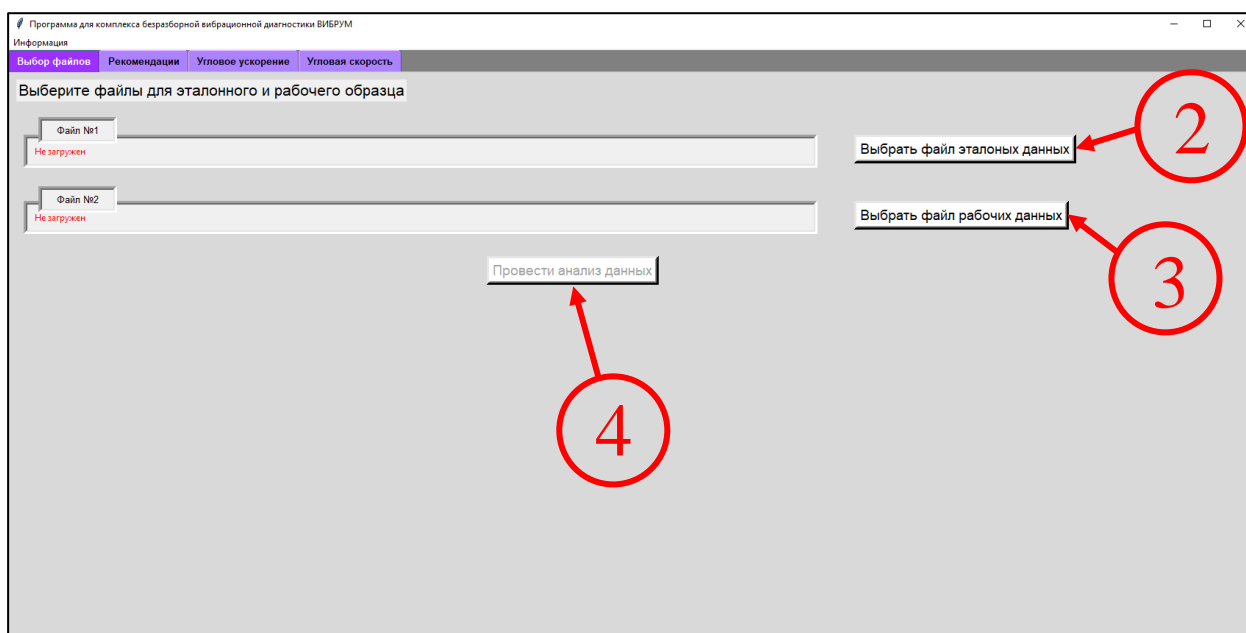 Программа для комплекса безразборной вибрационной диагностики ВИБРУМ
Информация
Выбор файлов Рекомендации Угловое ускорение Угловая скорость
Выберите файлы для эталонного и рабочего образца
Файл №1
Не загружен
Выбрать файл эталоных данных
2
Файл №2
Не загружен
Выбрать файл рабочих данных
3
Провести анализ данных
4